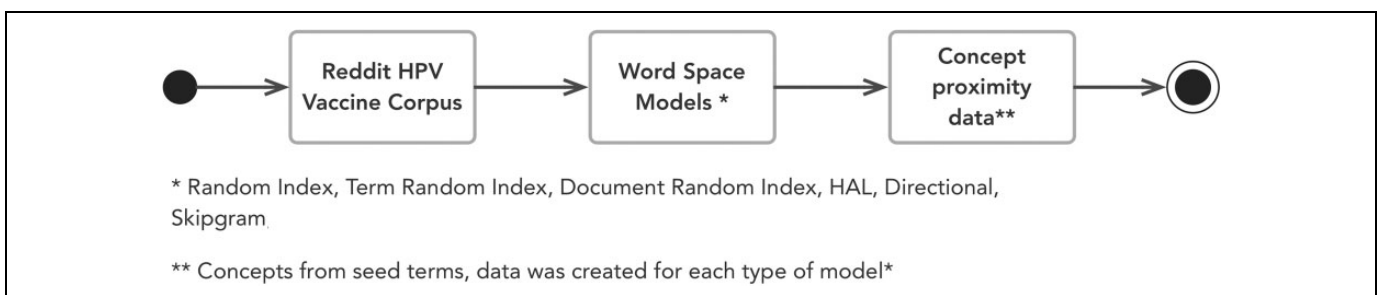 Reddit HPV
Vaccine Corpus
Word Space
Models *
Concept
proximity
data**
* Random Index, Term Random Index, Document Random Index, HAL, Directional,
Skipgram
** Concepts from seed terms, data was created for each type of model*